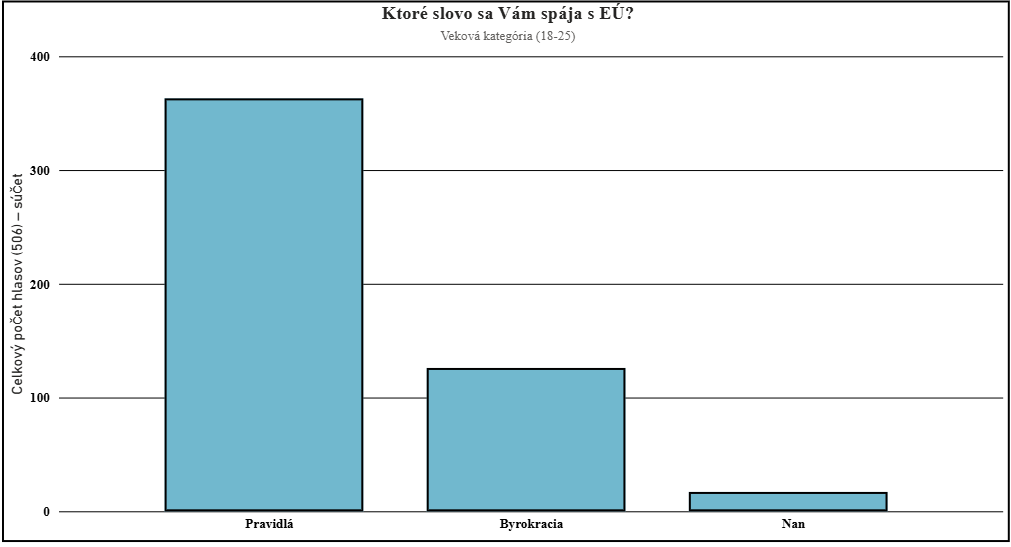 Ktoré slovo sa Vám spája s EÚ?
Veková kategória (18-25)
Celkový počet hlasov (506) – súčet
400
300
200
100
0
Pravidlá
Byrokracia
Nan